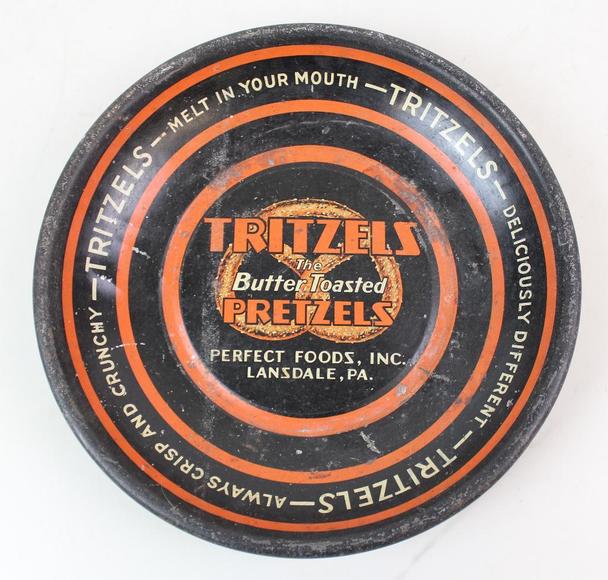 TRITZELS
The
Butter Toasted
PRETZELS
PERFECT FOODS, INC.
LANSDALE, PA.
TRITZELS -- MELT IN YOUR MOUTH — TRITZELS — DELICIOUSLY DIFFERENT — TRITZELS — ALWAYS CRISP AND CRUNCHY —